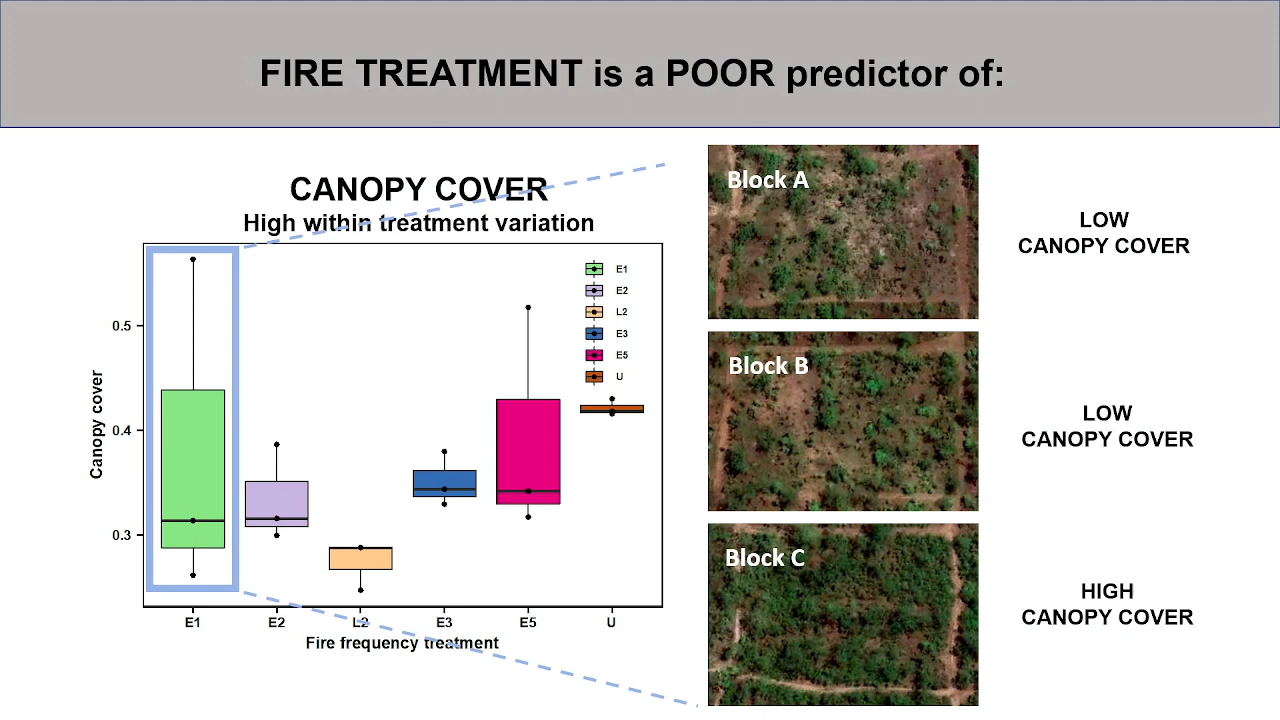 FIRE TREATMENT is a POOR predictor of:
CANOPY COVER
High within treatment variation
Canopy cover
0.5
0.4
0.3
E1
E2
L2
E3
E5
U
E1
E2
L2
E3
E5
U
Fire frequency treatment
Block A
LOW
CANOPY COVER
Block B
LOW
CANOPY COVER
Block C
HIGH
CANOPY COVER